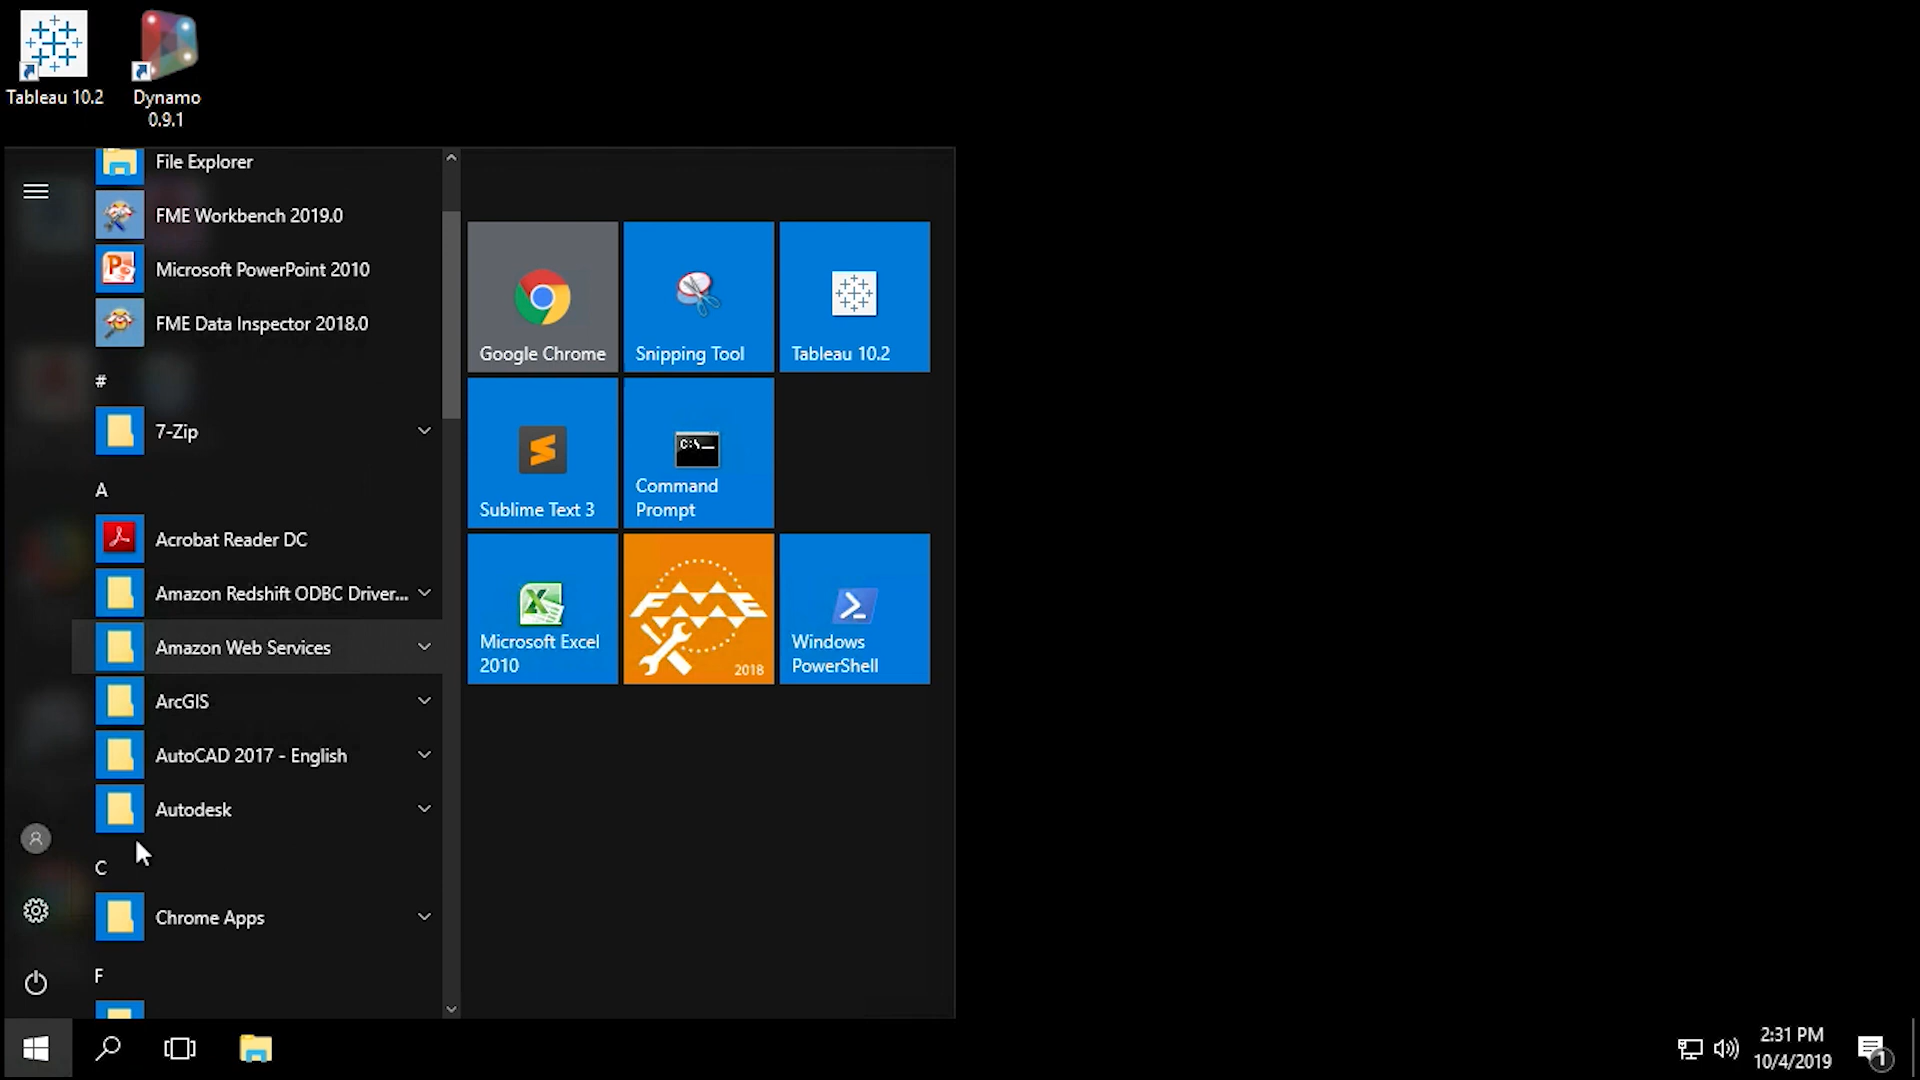 Tableau 10.2
Dynamo
0.9.1
File Explorer
FME Workbench 2019.0
Microsoft PowerPoint 2010
FME Data Inspector 2018.0
#
7-Zip
A
Acrobat Reader DC
Amazon Redshift ODBC Driver...
Amazon Web Services
ArcGIS
AutoCAD 2017 - English
Autodesk
C
Chrome Apps
F
Google Chrome
Snipping Tool
Tableau 10.2
Sublime Text 3
C:\
Command
Prompt
Microsoft Excel
2010
FME
2018
Windows
PowerShell
2:31 PM
10/4/2019
1